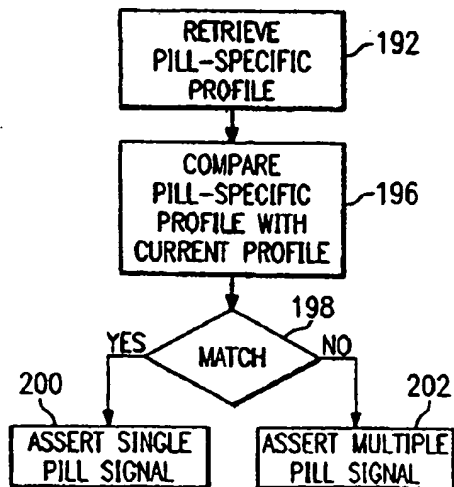 RETRIEVE
PILL-SPECIFIC
PROFILE
192
COMPARE
PILL-SPECIFIC
PROFILE WITH
CURRENT PROFILE
196
198
YES
MATCH
NO
200
ASSERT SINGLE
PILL SIGNAL
202
ASSERT MULTIPLE
PILL SIGNAL